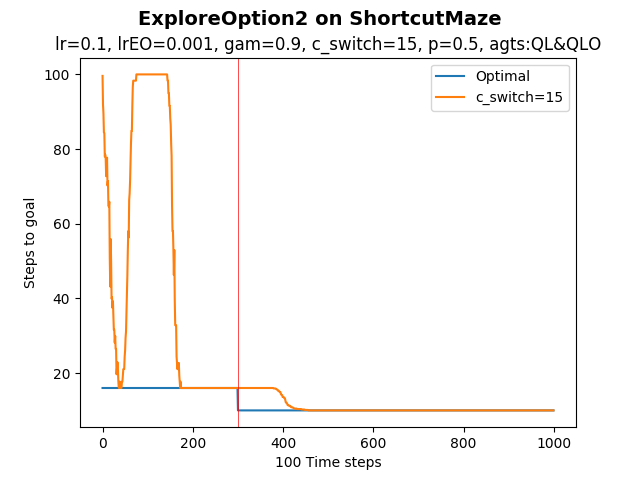 ExploreOption2 on ShortcutMaze
lr=0.1, lrEO=0.001, gam=0.9, c_switch=15, p=0.5, agts:QL&QLO
Optimal
c_switch=15
Steps to goal
100
80
60
40
20
0
200
400
600
800
1000
100 Time steps